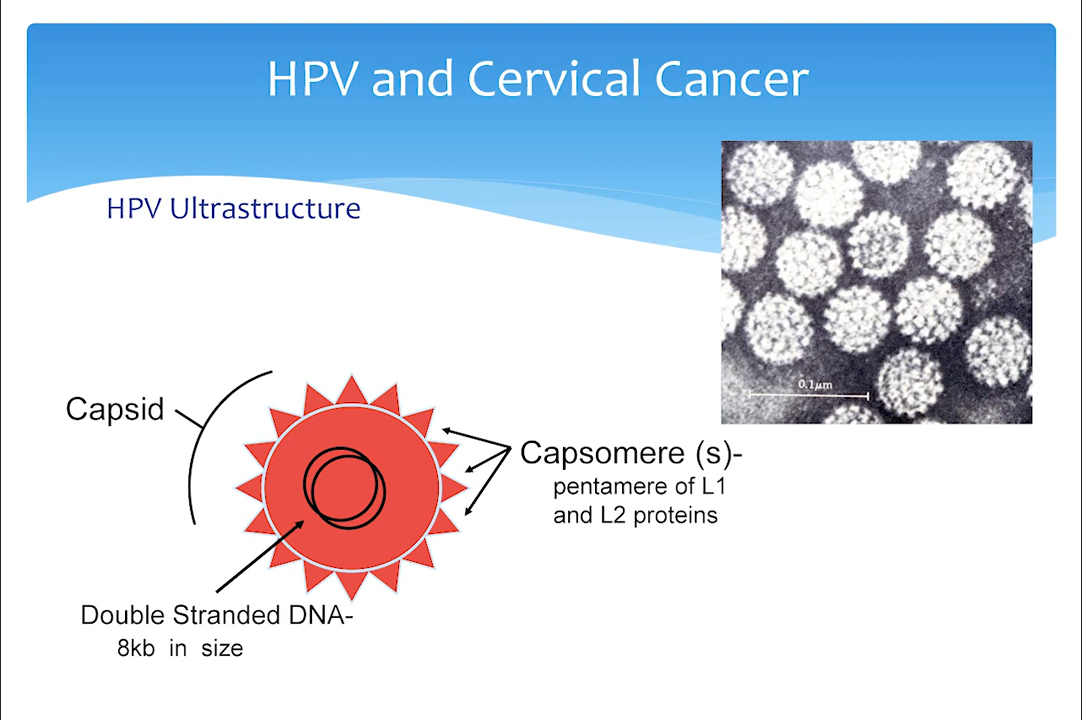 HPV and Cervical Cancer
HPV Ultrastructure
0.1μm
Capsid
Capsomere (s)-
pentamere of L1
and L2 proteins
Double Stranded DNA-
8kb in size